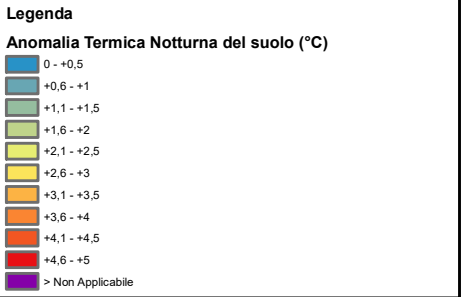 Legenda
Anomalia Termica Notturna del suolo (°C)
0 - +0,5
+0,6 - +1
+1,1 - +1,5
+1,6 - +2
+2,1 - +2,5
+2,6 - +3
+3,1 - +3,5
+3,6 - +4
+4,1 - +4,5
+4,6 - +5
> Non Applicabile